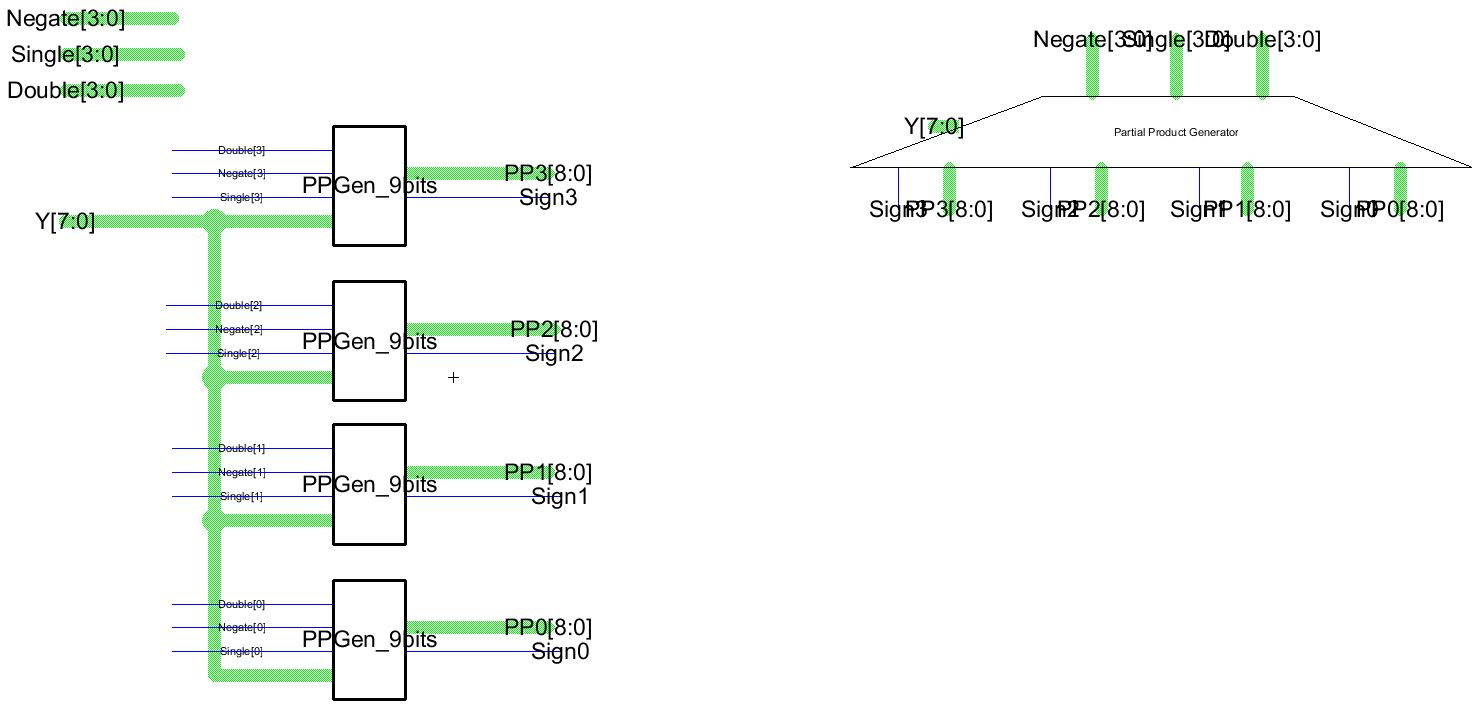 Negate[3:0]
Single[3:0]
Double[3:0]
Double[3]
Negate[3]
Single[3]
Y[7:0]
PPGen_9bits
PP3[8:0]
Sign3
Double[2]
Negate[2]
Single[2]
PPGen_9bits
PP2[8:0]
Sign2
Double[1]
Negate[1]
Single[1]
PPGen_9bits
PP1[8:0]
Sign1
Double[0]
Negate[0]
Single[0]
PPGen_9bits
PP0[8:0]
Sign0
Negate[3:0] Single[3:0] Double[3:0]
Y[7:0]
Partial Product Generator
Sign3 PP3[8:0] Sign2 PP2[8:0] Sign1 PP1[8:0] Sign0 PP0[8:0]